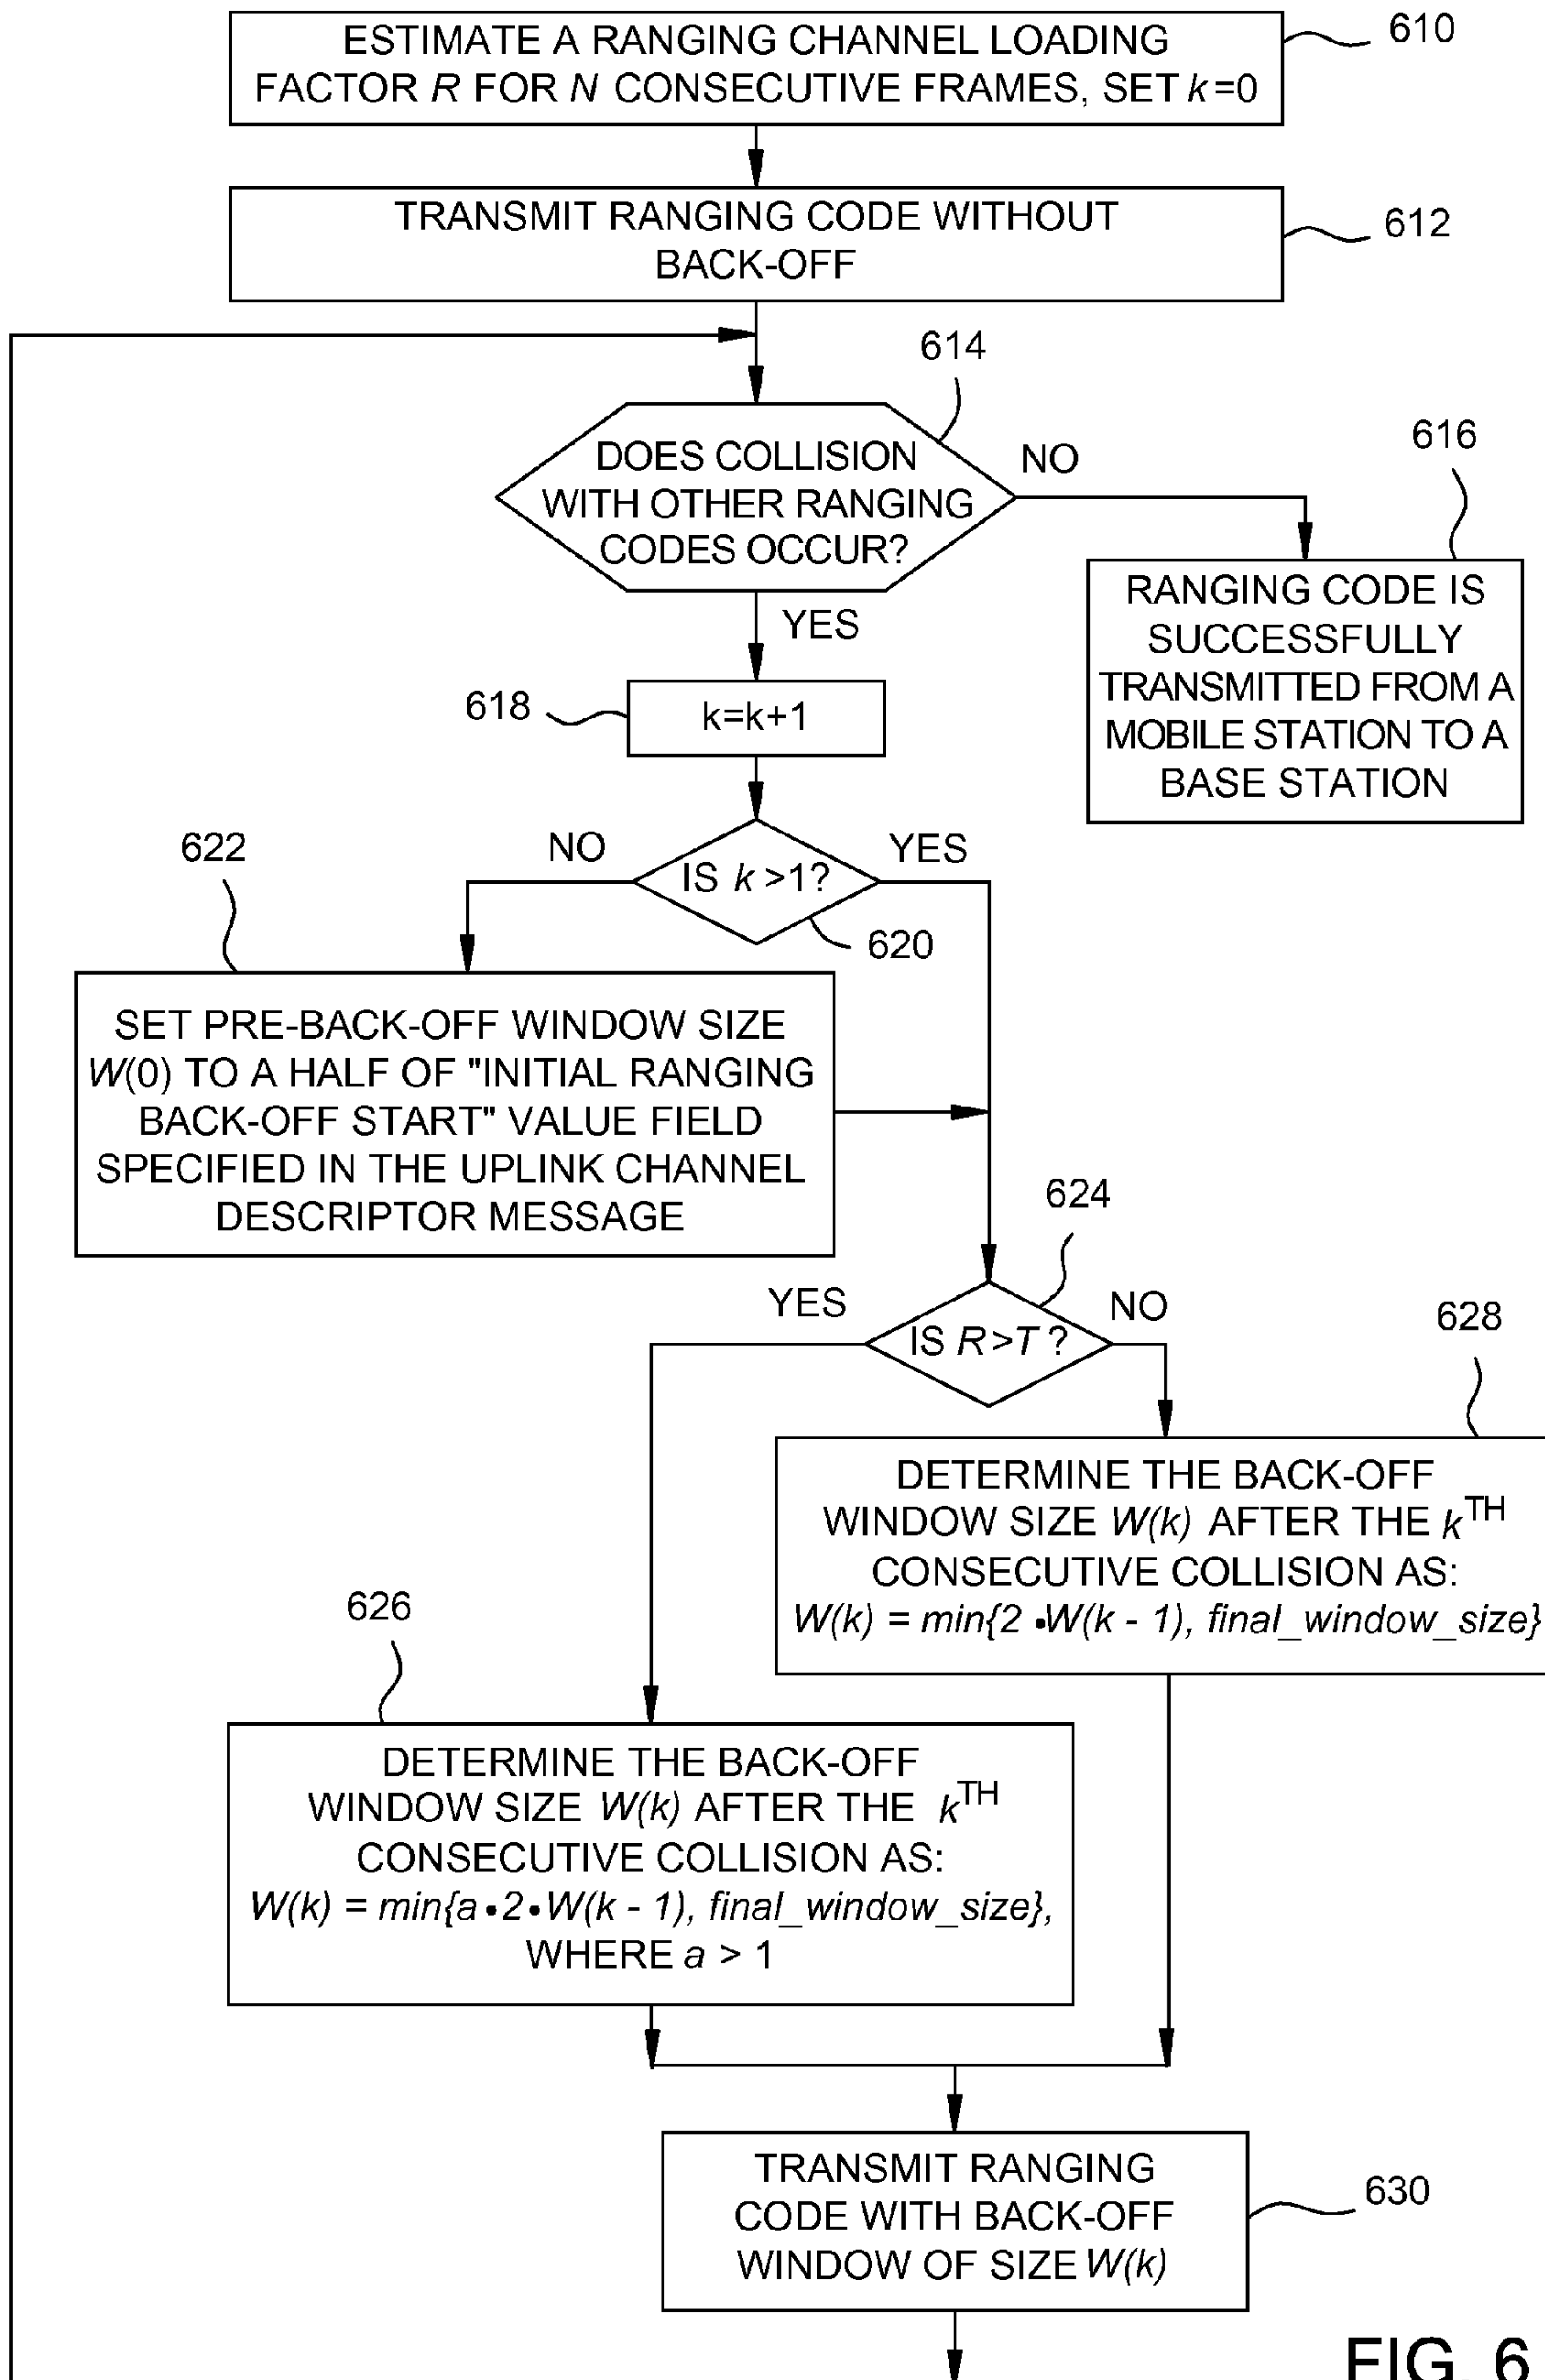 ESTIMATE A RANGING CHANNEL LOADING
FACTOR R FOR N CONSECUTIVE FRAMES, SET k=0
610
TRANSMIT RANGING CODE WITHOUT
BACK-OFF
612
614
DOES COLLISION
WITH OTHER RANGING
CODES OCCUR?
NO
616
RANGING CODE IS
SUCCESSFULLY
TRANSMITTED FROM A
MOBILE STATION TO A
BASE STATION
YES
618
k=k+1
622
NO
IS k >1?
YES
620
SET PRE-BACK-OFF WINDOW SIZE
W(0) TO A HALF OF "INITIAL RANGING
BACK-OFF START" VALUE FIELD
SPECIFIED IN THE UPLINK CHANNEL
DESCRIPTOR MESSAGE
624
YES
IS R>T ?
NO
628
DETERMINE THE BACK-OFF
WINDOW SIZE W(k) AFTER THE k^TH
CONSECUTIVE COLLISION AS:
W(k) = min{2 •W(k - 1), final_window_size}
626
DETERMINE THE BACK-OFF
WINDOW SIZE W(k) AFTER THE k^TH
CONSECUTIVE COLLISION AS:
W(k) = min{a•2•W(k - 1), final_window_size},
WHERE a > 1
TRANSMIT RANGING
CODE WITH BACK-OFF
WINDOW OF SIZE W(k)
630
FIG. 6